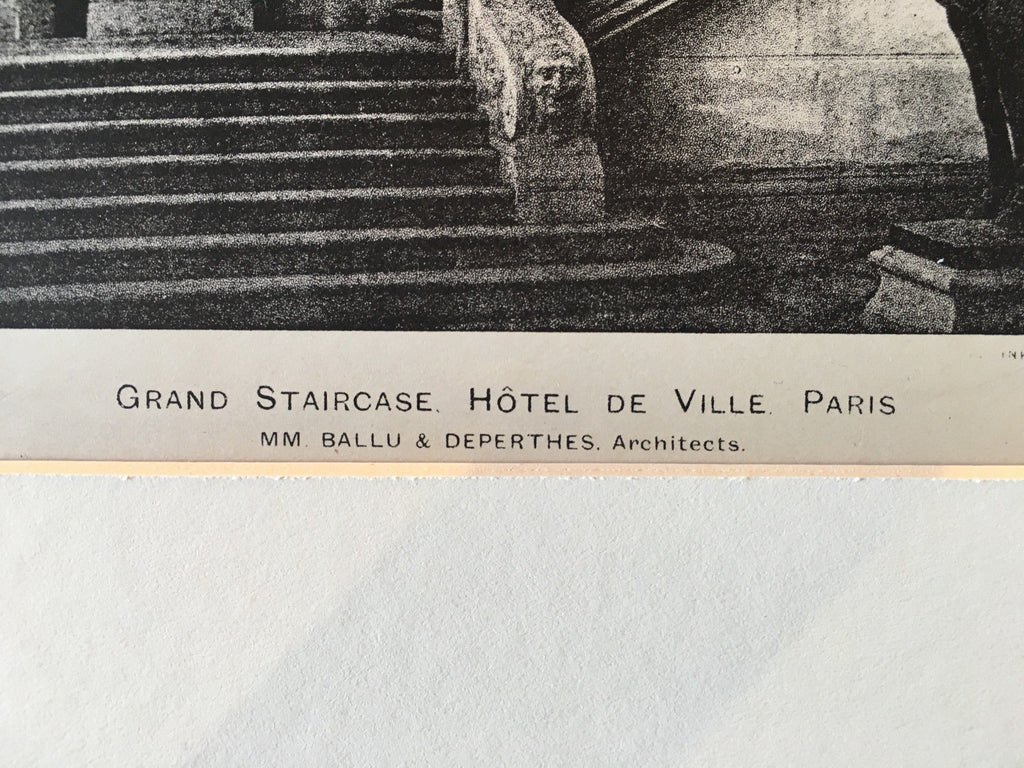 GRAND STAIRCASE, HÔTEL DE VILLE. PARIS
MM. BALLU & DEPERTHES. Architects.